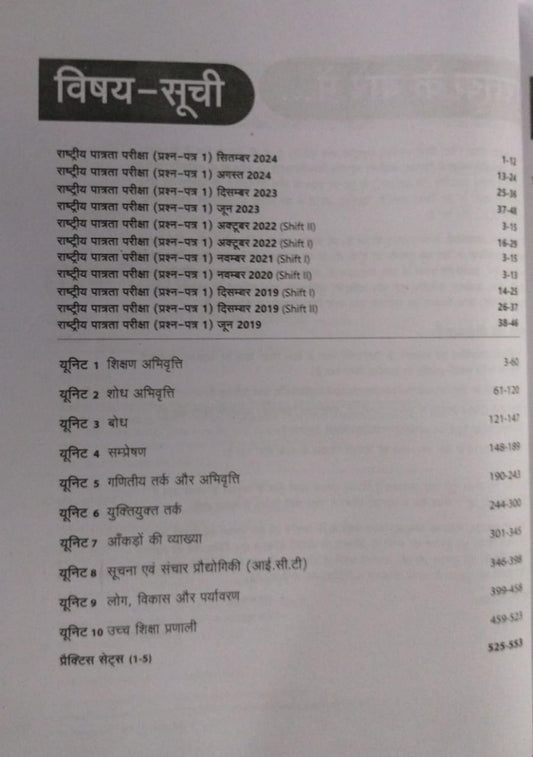 विषय-सूची
राष्ट्रीय पात्रता परीक्षा (प्रश्न-पत्र 1) सितम्बर 2024 1-12
राष्ट्रीय पात्रता परीक्षा (प्रश्न-पत्र 1) अगस्त 2024 13-24
राष्ट्रीय पात्रता परीक्षा (प्रश्न-पत्र 1) दिसम्बर 2023 25-36
राष्ट्रीय पात्रता परीक्षा (प्रश्न-पत्र 1) जून 2023 37-48
राष्ट्रीय पात्रता परीक्षा (प्रश्न-पत्र 1) अक्टूबर 2022 (Shift II) 3-15
राष्ट्रीय पात्रता परीक्षा (प्रश्न-पत्र 1) अक्टूबर 2022 (Shift I) 16-29
राष्ट्रीय पात्रता परीक्षा (प्रश्न-पत्र 1) नवम्बर 2021 (Shift I) 3-15
राष्ट्रीय पात्रता परीक्षा (प्रश्न-पत्र 1) नवम्बर 2020 (Shift II) 3-13
राष्ट्रीय पात्रता परीक्षा (प्रश्न-पत्र 1) दिसम्बर 2019 (Shift I) 14-25
राष्ट्रीय पात्रता परीक्षा (प्रश्न-पत्र 1) दिसम्बर 2019 (Shift II) 26-37
राष्ट्रीय पात्रता परीक्षा (प्रश्न-पत्र 1) जून 2019 38-46
यूनिट 1 शिक्षण अभिवृत्ति 3-60
यूनिट 2 शोध अभिवृत्ति 61-120
यूनिट 3 बोध 121-147
यूनिट 4 सम्प्रेषण 148-189
यूनिट 5 गणितीय तर्क और अभिवृत्ति 190-243
यूनिट 6 युक्तियुक्त तर्क 244-300
यूनिट 7 आँकड़ों की व्याख्या 301-345
यूनिट 8 सूचना एवं संचार प्रौद्योगिकी (आई.सी.टी) 346-398
यूनिट 9 लोग, विकास और पर्यावरण 399-458
यूनिट 10 उच्च शिक्षा प्रणाली 459-523
प्रैक्टिस सेट्स (1-5) 525-553